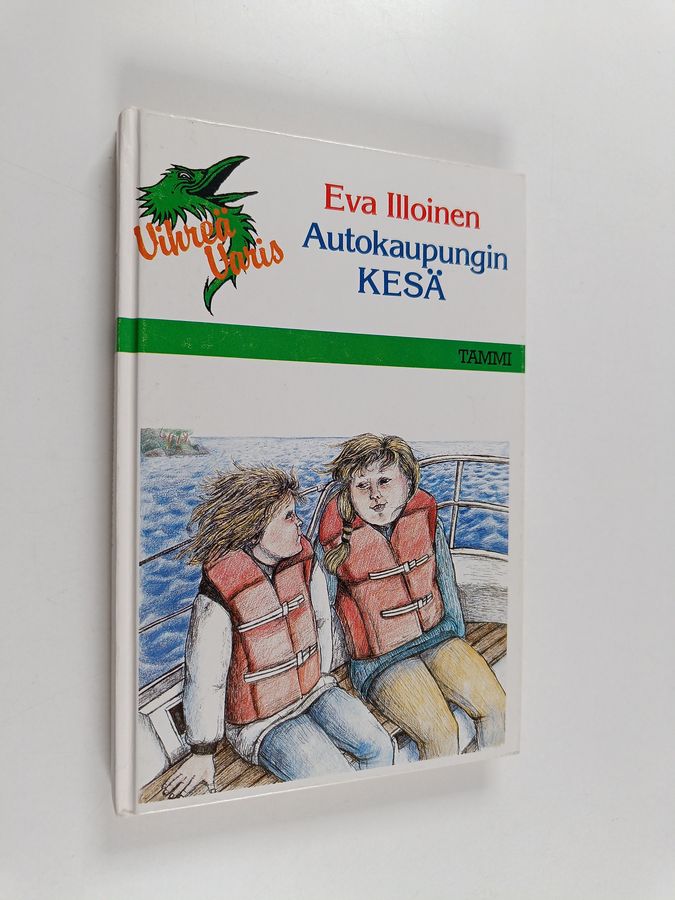 Vihreä
Varis
Eva Illoinen
Autokaupungin
KESÄ
TAMMI